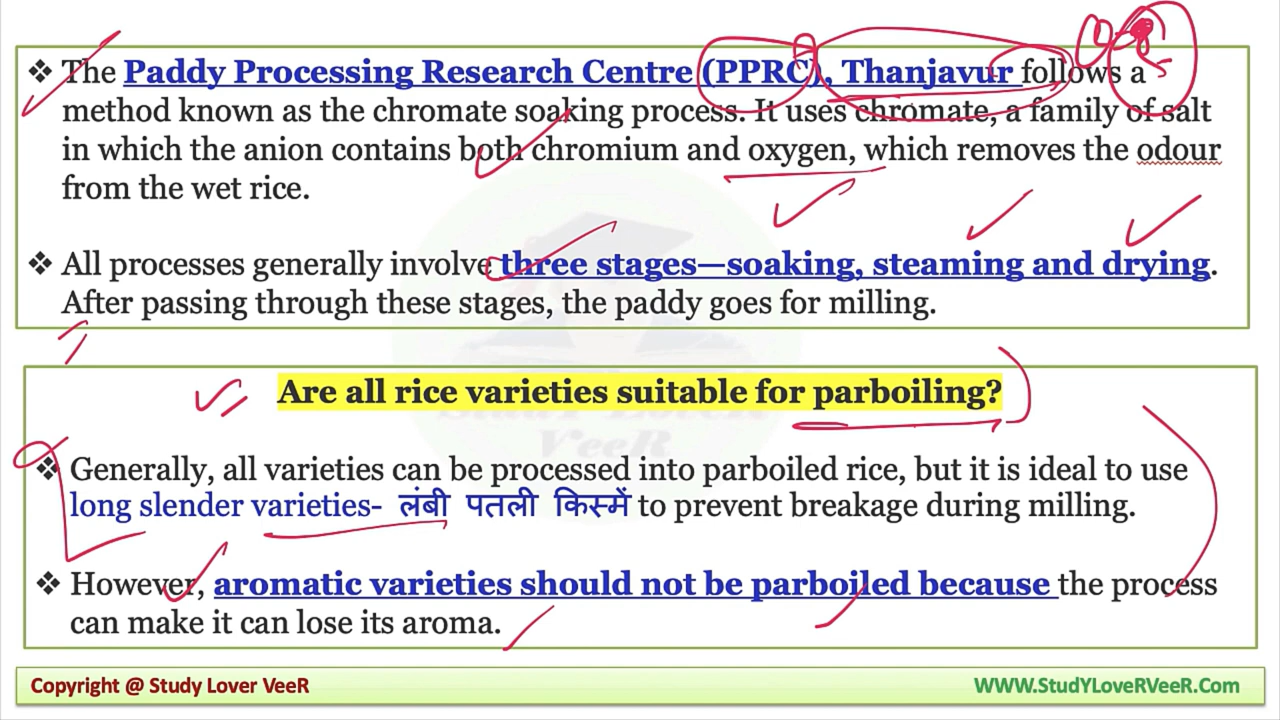 ❖ The Paddy Processing Research Centre (PPRC), Thanjavur follows a
method known as the chromate soaking process. It uses chromate, a family of salt
in which the anion contains both chromium and oxygen, which removes the odour
from the wet rice.
❖ All processes generally involve three stages—soaking, steaming and drying.
After passing through these stages, the paddy goes for milling.
Are all rice varieties suitable for parboiling?
❖ Generally, all varieties can be processed into parboiled rice, but it is ideal to use
long slender varieties- लंबी पतली किस्में to prevent breakage during milling.
❖ However, aromatic varieties should not be parboiled because the process
can make it can lose its aroma.
Copyright @ Study Lover VeeR
WWW.StudYLoveRVeeR.Com